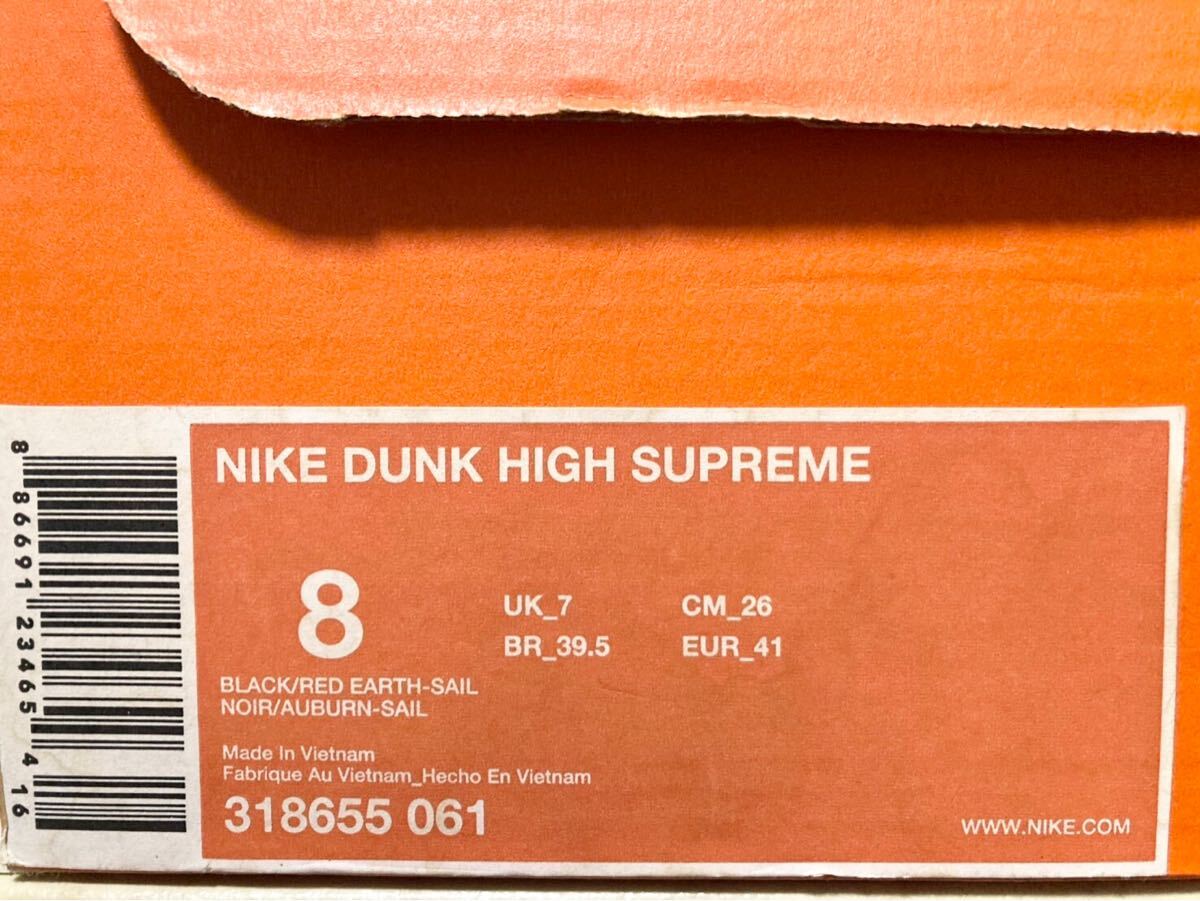 NIKE DUNK HIGH SUPREME
8
UK_7 CM_26
BR_39.5 EUR_41
BLACK/RED EARTH-SAIL
NOIR/AUBURN-SAIL
Made In Vietnam
Fabrique Au Vietnam_Hecho En Vietnam
318655 061
WWW.NIKE.COM
8 86691 23465 4 16